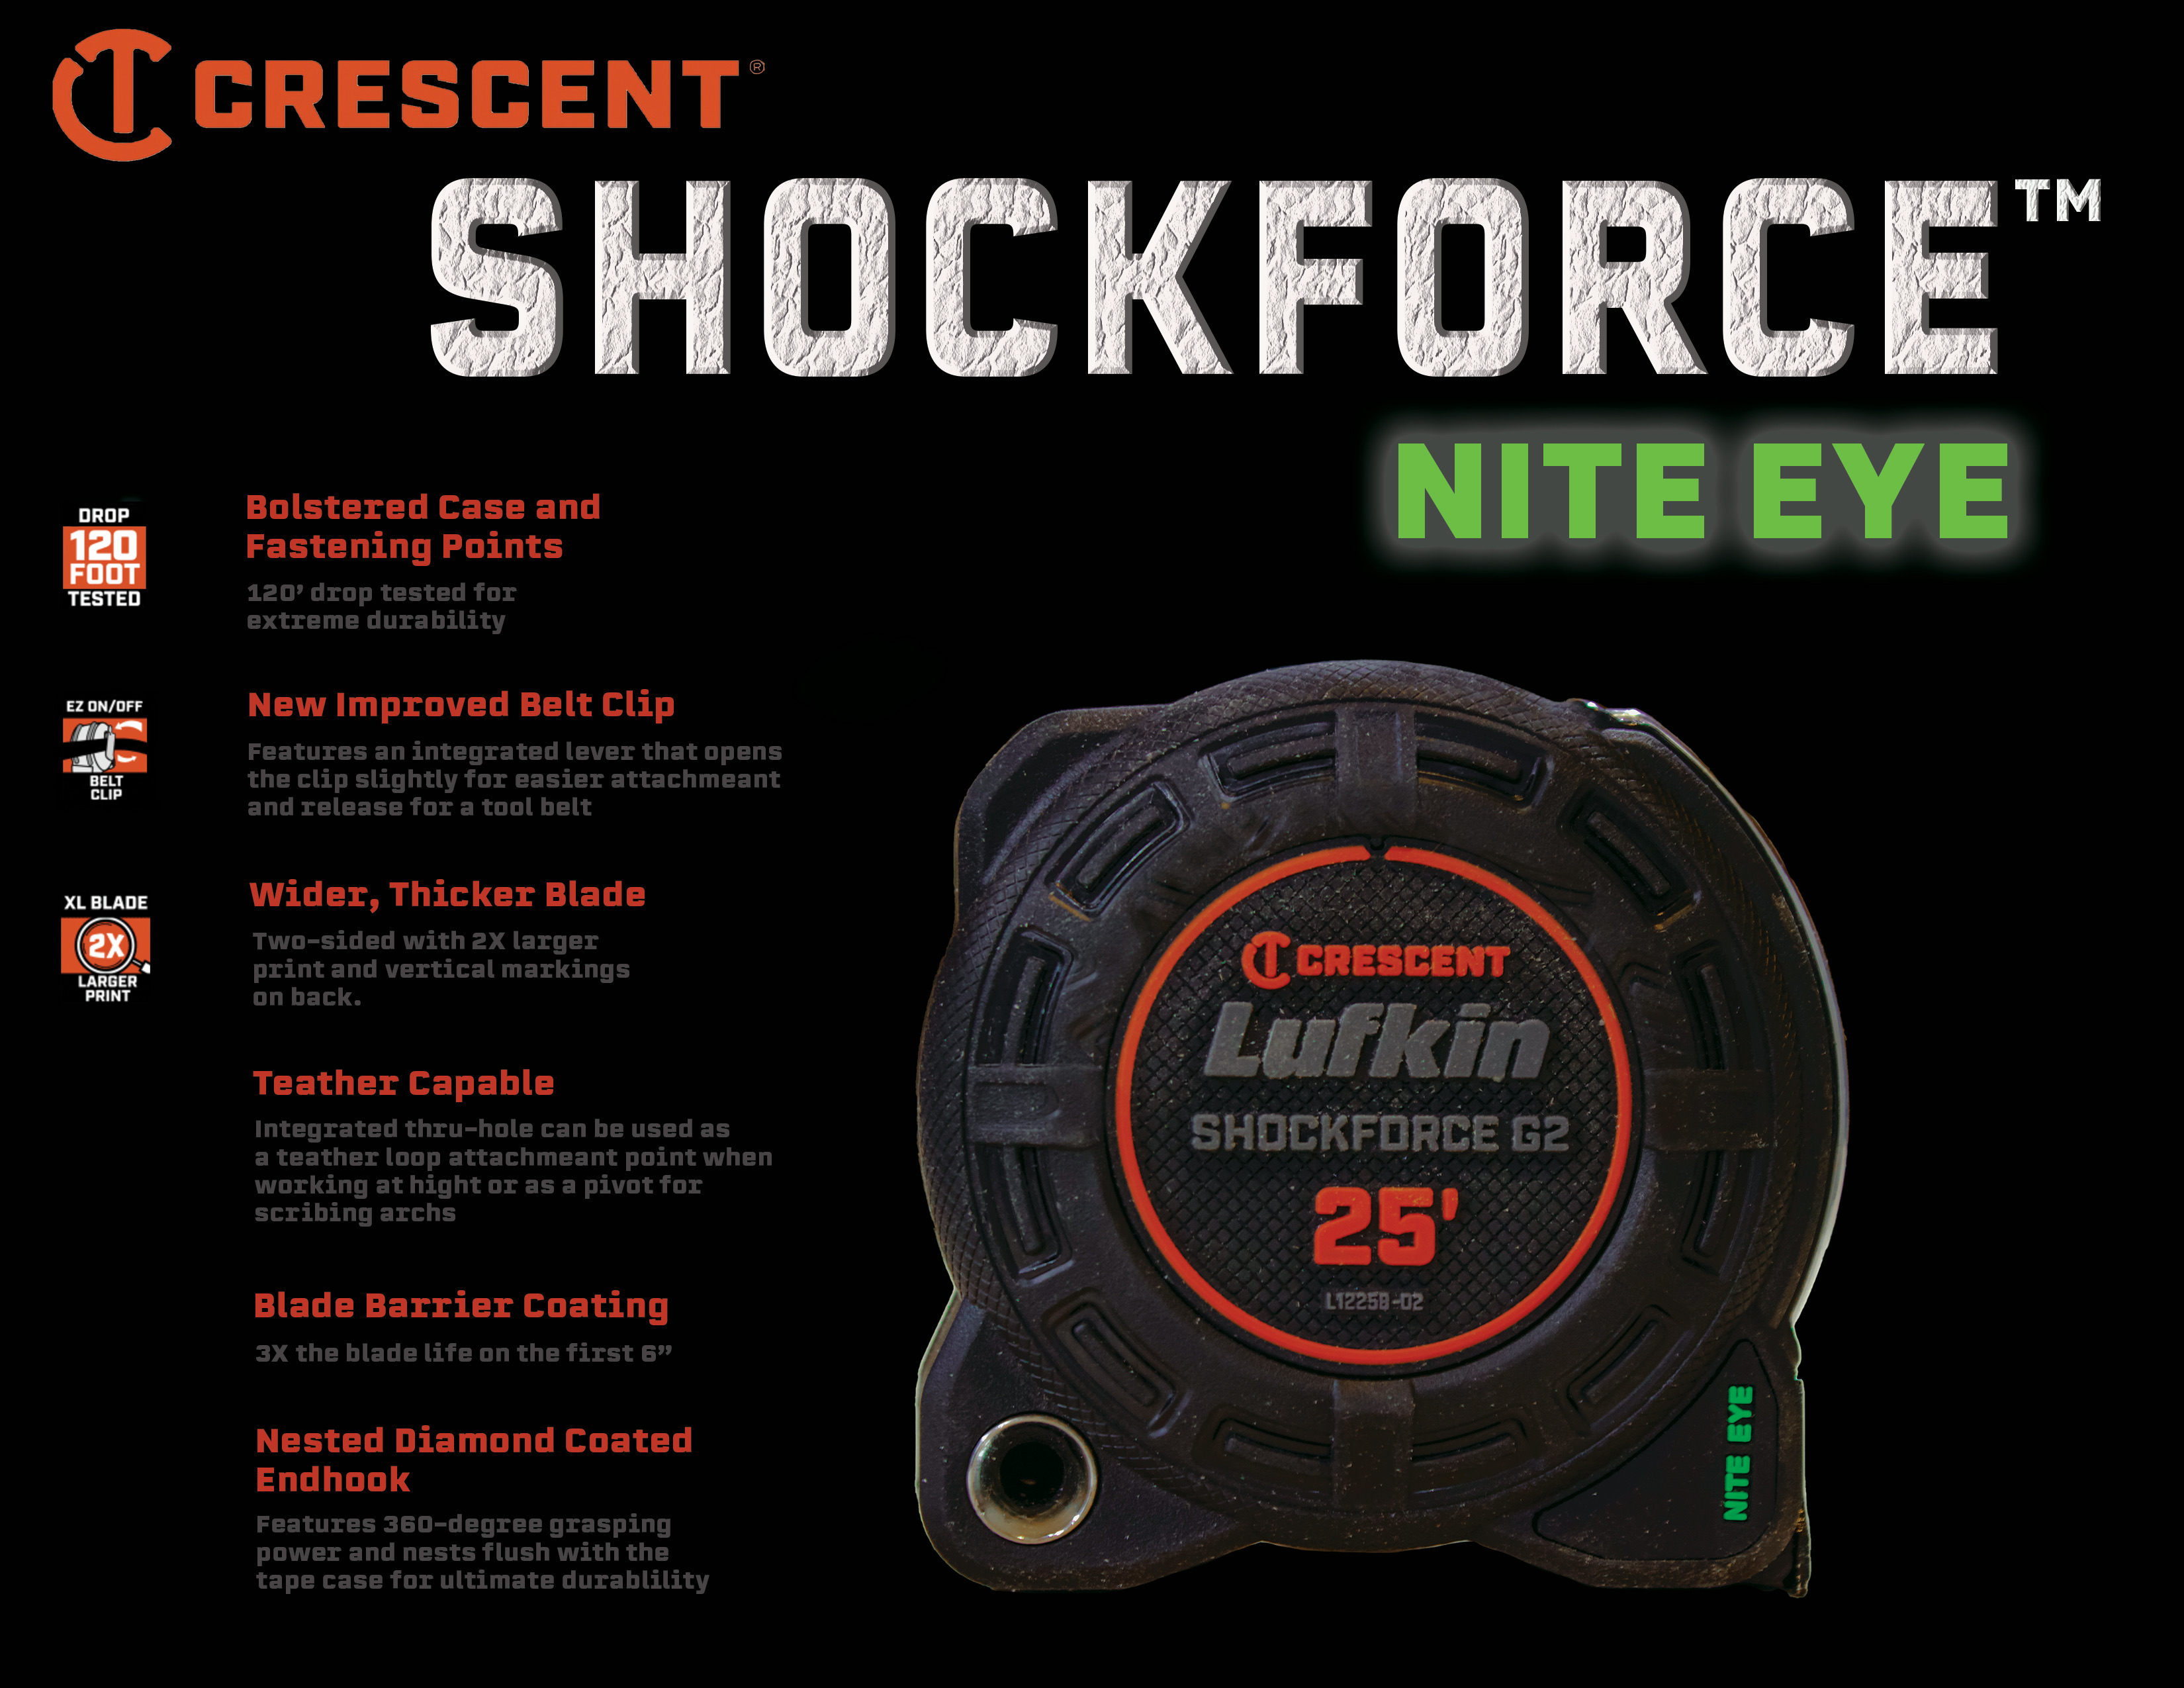 CRESCENT®
SHOCKFORCE™
NITE EYE
DROP
120
FOOT
TESTED
Bolstered Case and
Fastening Points
120’ drop tested for
extreme durability
EZ ON/OFF
BELT
CLIP
New Improved Belt Clip
Features an integrated lever that opens
the clip slightly for easier attachmeant
and release for a tool belt
XL BLADE
2X
LARGER
PRINT
Wider, Thicker Blade
Two-sided with 2X larger
print and vertical markings
on back.
Teather Capable
Integrated thru-hole can be used as
a teather loop attachmeant point when
working at hight or as a pivot for
scribing archs
Blade Barrier Coating
3X the blade life on the first 6”
Nested Diamond Coated
Endhook
Features 360-degree grasping
power and nests flush with the
tape case for ultimate durablility
CRESCENT
Lufkin
SHOCKFORCE G2
25'
NITE EYE